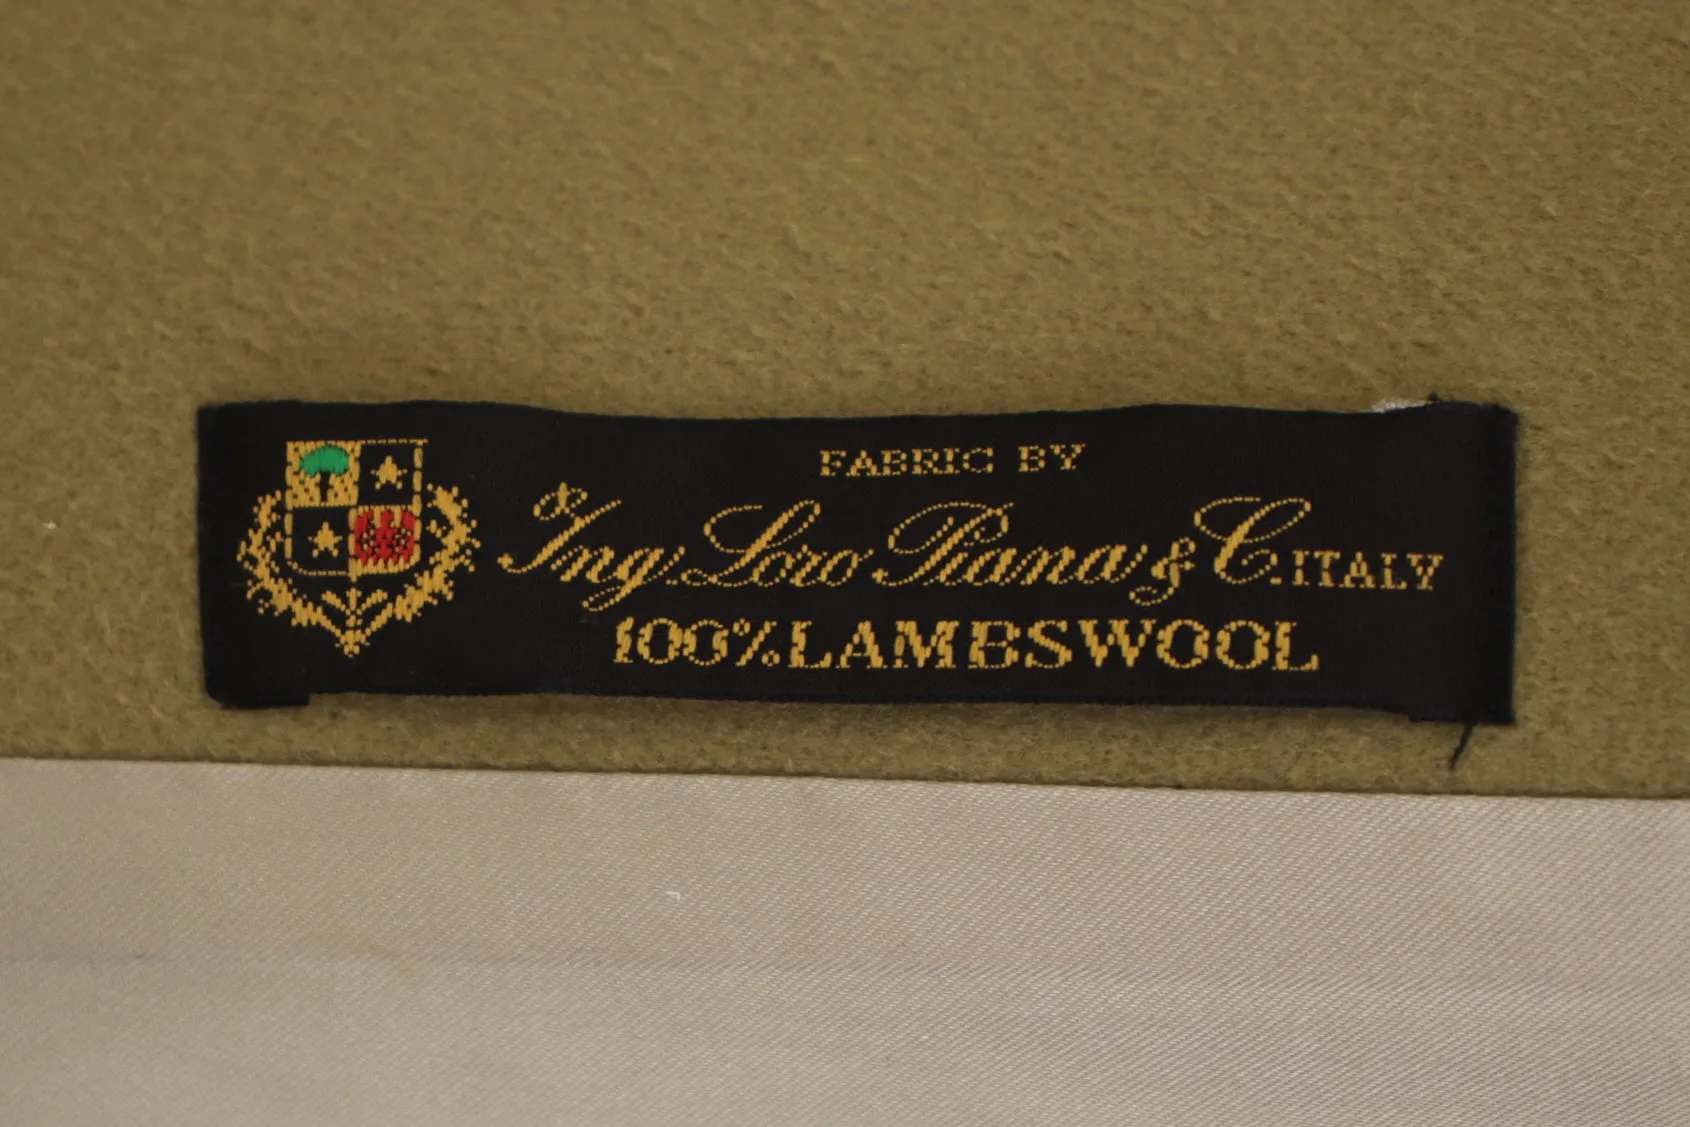 FABRIC BY
Ing. Loro Piana & C. ITALY
100% LAMBSWOOL